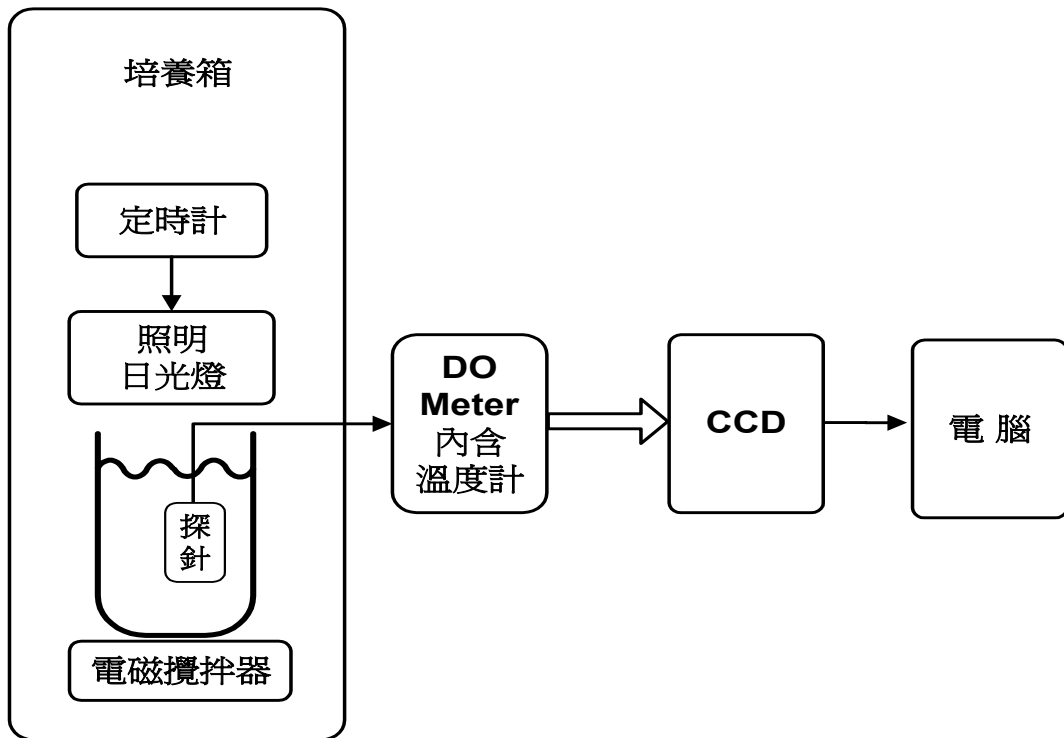 培養箱
定時計
照明
日光燈
探
針
電磁攪拌器
DO
Meter
內含
溫度計
CCD
電 腦